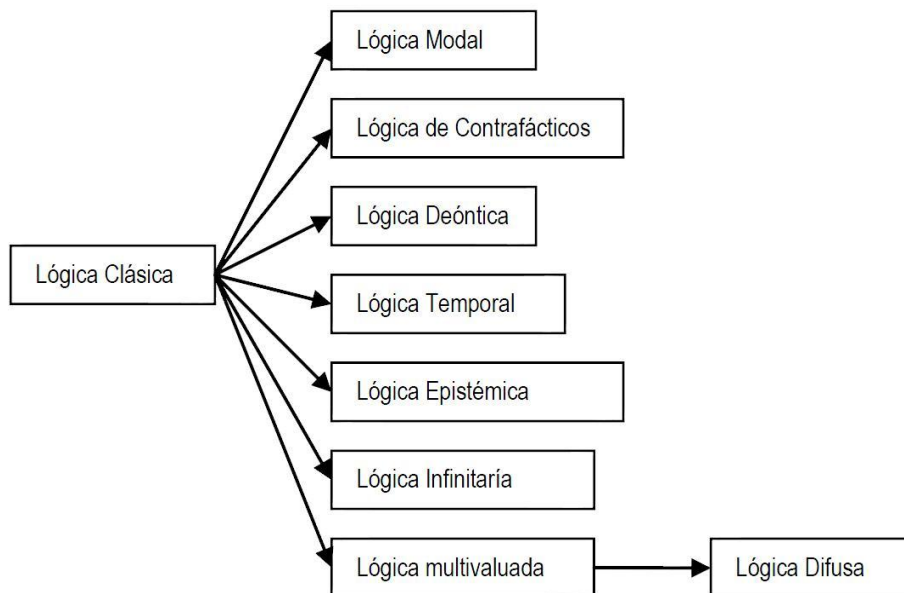 Lógica Modal
Lógica de Contrafácticos
Lógica Deóntica
Lógica Clásica
Lógica Temporal
Lógica Epistémica
Lógica Infinitaría
Lógica multivaluada
Lógica Difusa